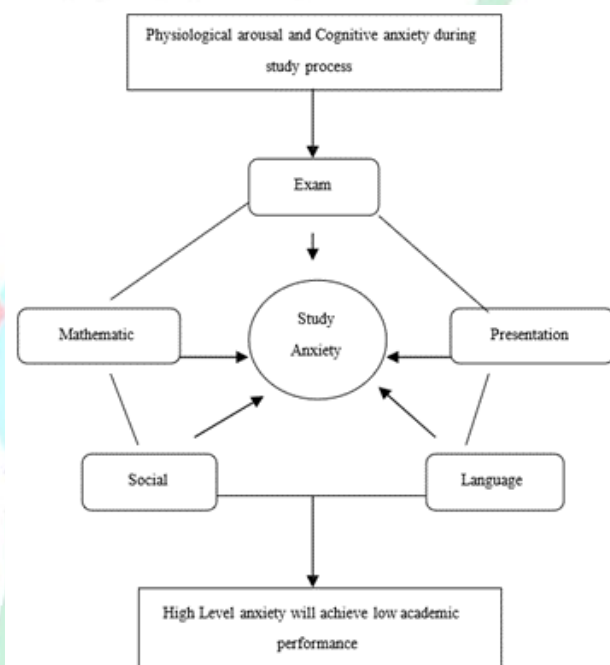 Physiological arousal and Cognitive anxiety during
study process
Exam
Study
Anxiety
Mathematic
Presentation
Social
Language
High Level anxiety will achieve low academic
performance